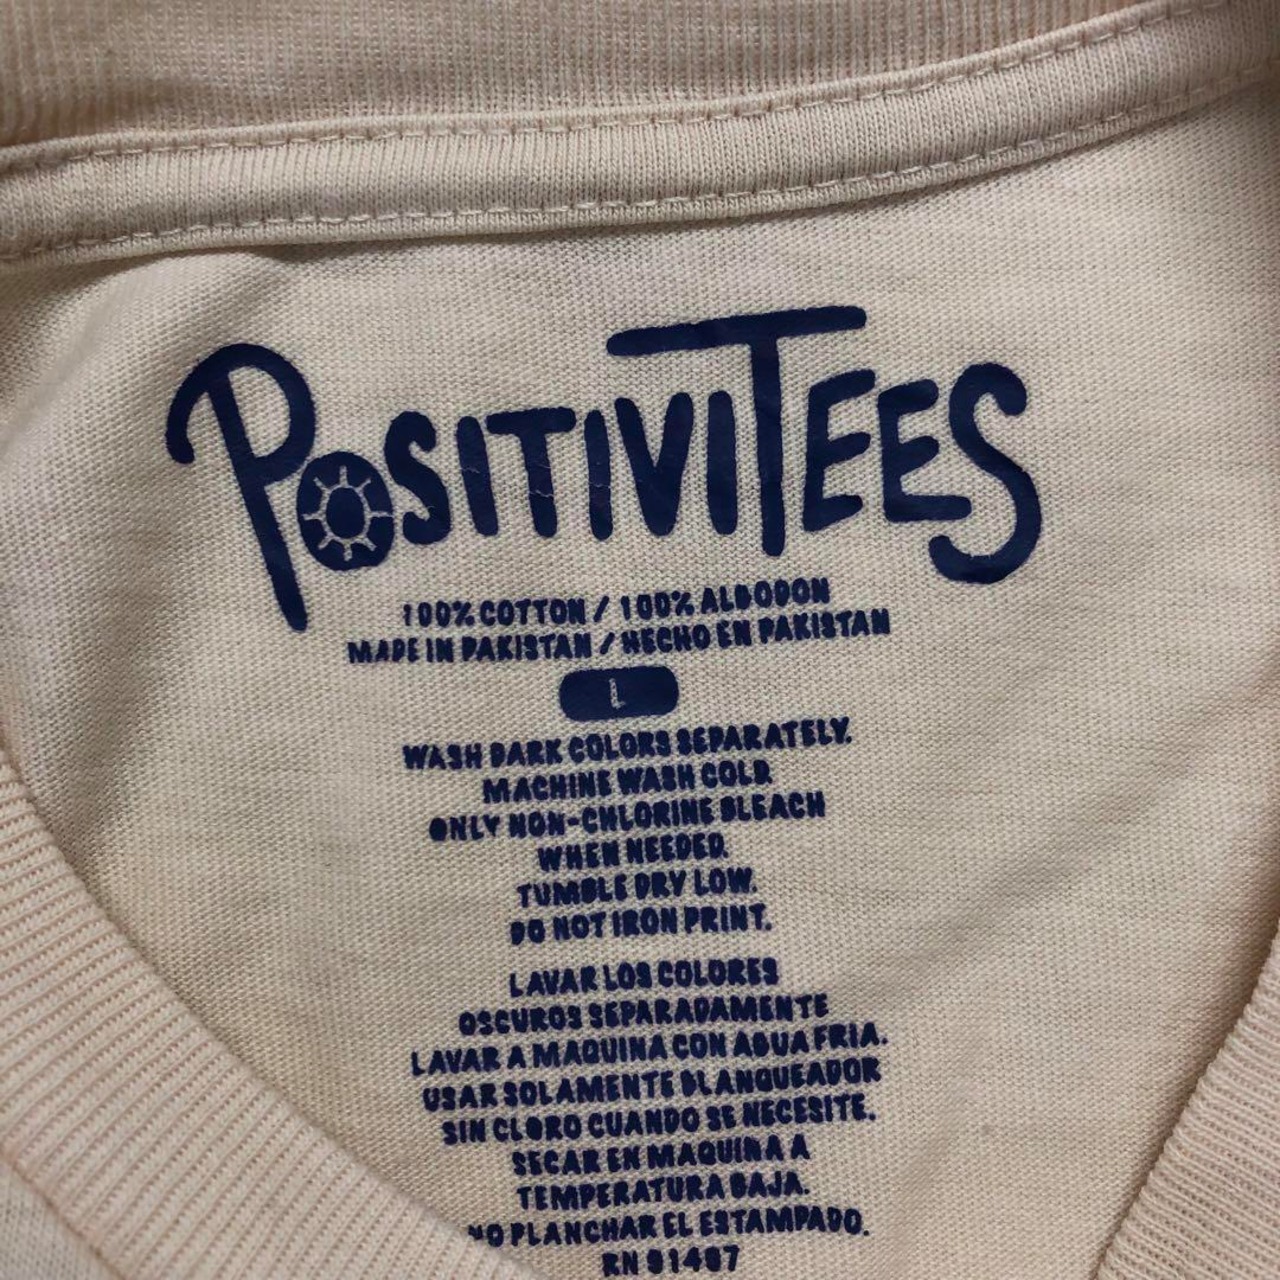 POSITIVITEES
100% COTTON / 100% ALGODON
MADE IN PAKISTAN / HECHO EN PAKISTAN
L
WASH DARK COLORS SEPARATELY.
MACHINE WASH COLD.
ONLY NON-CHLORINE BLEACH
WHEN NEEDED.
TUMBLE DRY LOW.
DO NOT IRON PRINT.
LAVAR LOS COLORES
OSCUROS SEPARADAMENTE
LAVAR A MAQUINA CON AGUA FRIA.
USAR SOLAMENTE BLANQUEADOR
SIN CLORO CUANDO SE NECESITE.
SECAR EN MAQUINA A
TEMPERATURA BAJA.
NO PLANCHAR EL ESTAMPADO.
RN 91487